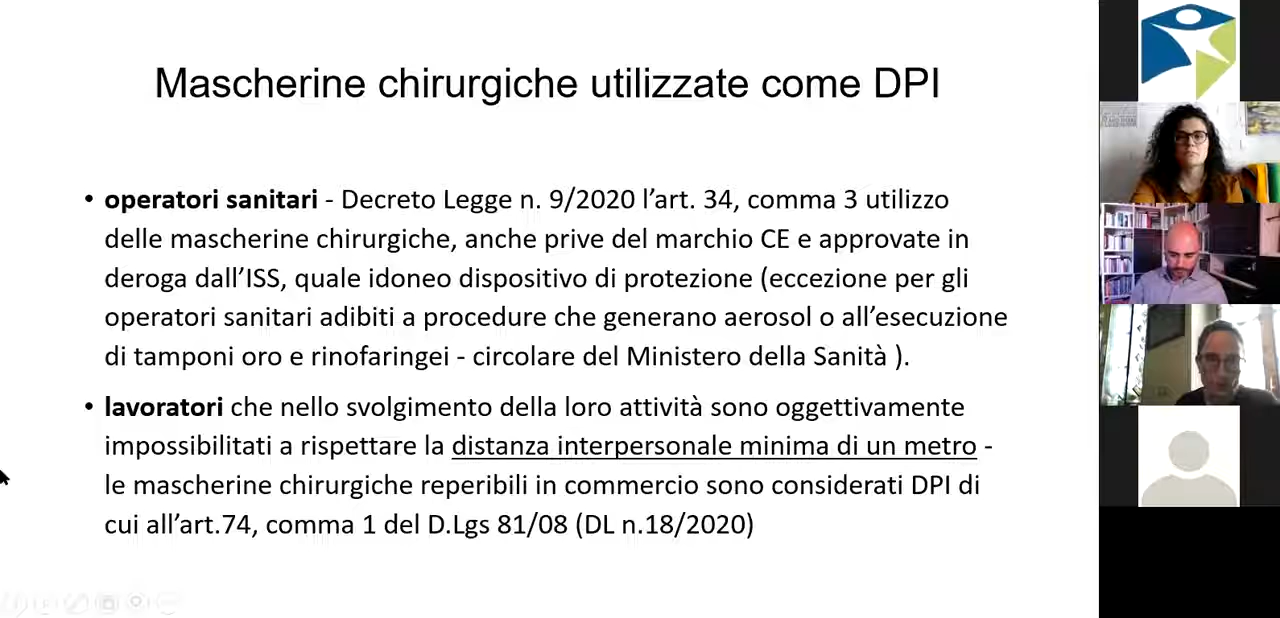 Mascherine chirurgiche utilizzate come DPI
• operatori sanitari - Decreto Legge n. 9/2020 l’art. 34, comma 3 utilizzo
delle mascherine chirurgiche, anche prive del marchio CE e approvate in
deroga dall’ISS, quale idoneo dispositivo di protezione (eccezione per gli
operatori sanitari adibiti a procedure che generano aerosol o all’esecuzione
di tamponi oro e rinofaringei - circolare del Ministero della Sanità ).
• lavoratori che nello svolgimento della loro attività sono oggettivamente
impossibilitati a rispettare la distanza interpersonale minima di un metro -
le mascherine chirurgiche reperibili in commercio sono considerati DPI di
cui all’art.74, comma 1 del D.Lgs 81/08 (DL n.18/2020)